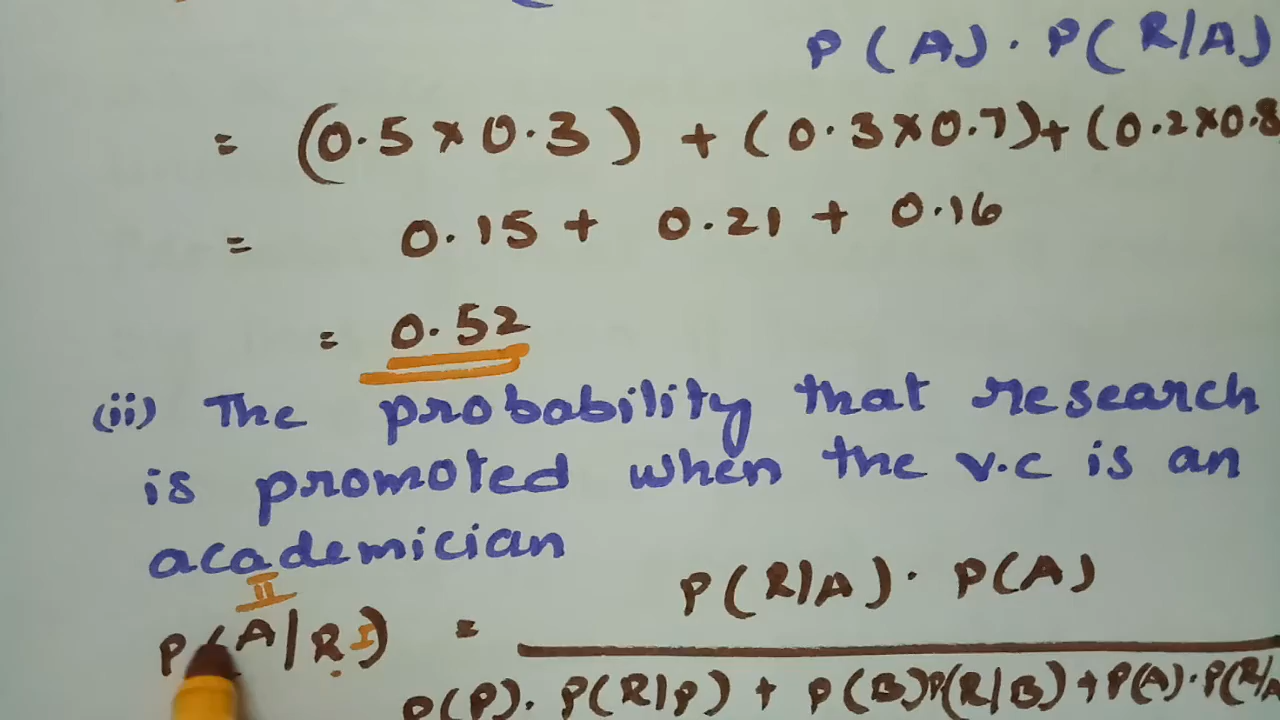 P(A) · P(R/A)
= (0.5 × 0.3) + (0.3×0.7) + (0.2×0.8
= 0.15 + 0.21 + 0.16
= 0.52
(ii) The probability that research
is promoted when the v.c is an
academician
II
P(A/R I) = P(R/A) · P(A)
P(P) · P(R/P) + P(B)P(R/B) + P(A) · P(R/A